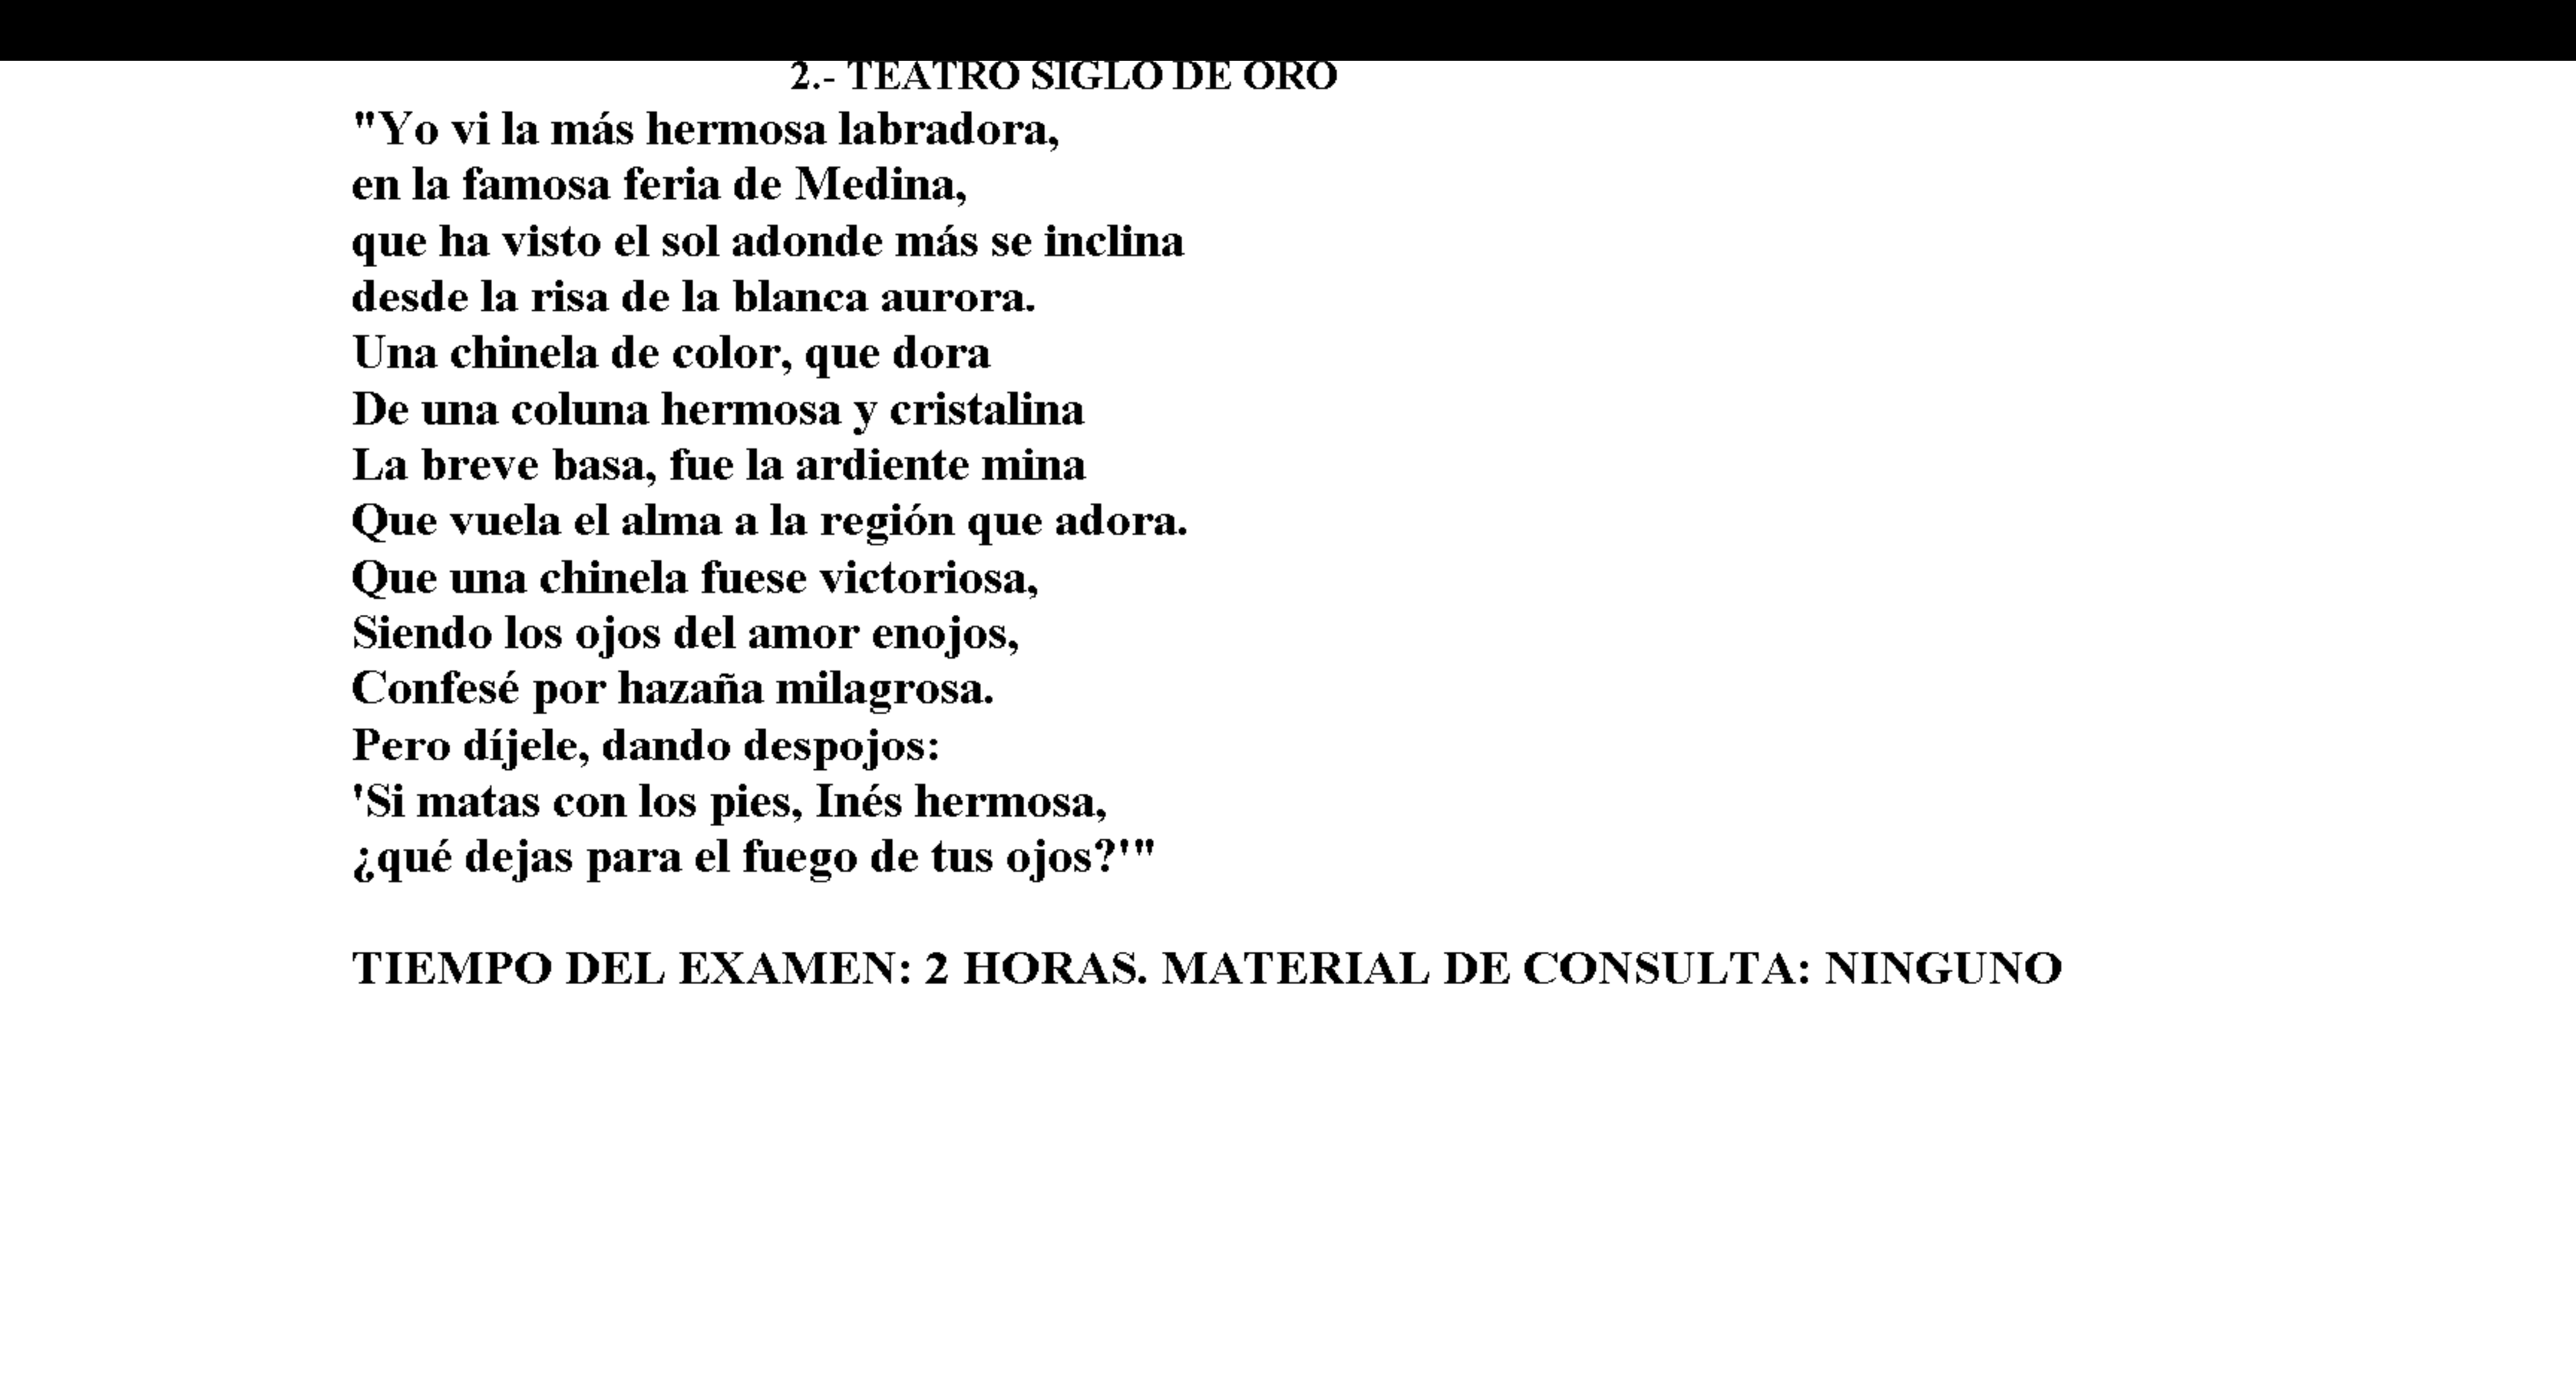 2.- TEATRO SIGLO DE ORO
"Yo vi la más hermosa labradora,
en la famosa feria de Medina,
que ha visto el sol adonde más se inclina
desde la risa de la blanca aurora.
Una chinela de color, que dora
De una coluna hermosa y cristalina
La breve basa, fue la ardiente mina
Que vuela el alma a la región que adora.
Que una chinela fuese victoriosa,
Siendo los ojos del amor enojos,
Confesé por hazaña milagrosa.
Pero díjele, dando despojos:
'Si matas con los pies, Inés hermosa,
¿qué dejas para el fuego de tus ojos?'"
TIEMPO DEL EXAMEN: 2 HORAS. MATERIAL DE CONSULTA: NINGUNO